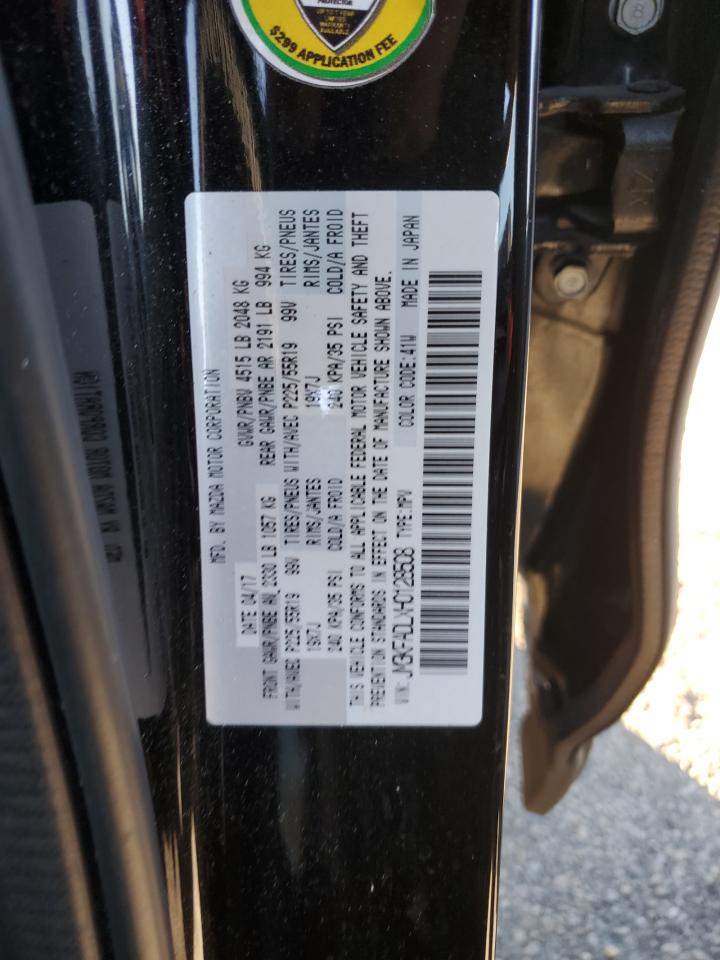 PROTECTOR
LIMITED
WARRANTY
AVAILABLE
$299 APPLICATION FEE
MFD. BY MAZDA MOTOR CORPORATION
DATE 04/17 GVWR/PNBV 4515 LB 2048 KG
FRONT GAWR/PNBE AV 2330 LB 1057 KG REAR GAWR/PNBE AR 2191 LB 994 KG
WITH/AVEC P225/55R19 99V TIRES/PNEUS WITH/AVEC P225/55R19 99V TIRES/PNEUS
19X7J RIMS/JANTES 19X7J RIMS/JANTES
240 KPA/35 PSI COLD/A FROID 240 KPA/35 PSI COLD/A FROID
THIS VEHICLE CONFORMS TO ALL APPLICABLE FEDERAL MOTOR VEHICLE SAFETY AND THEFT
PREVENTION STANDARDS IN EFFECT ON THE DATE OF MANUFACTURE SHOWN ABOVE.
VIN: JM3KFADLXH0128508 TYPE:MPV COLOR CODE:41W MADE IN JAPAN
8